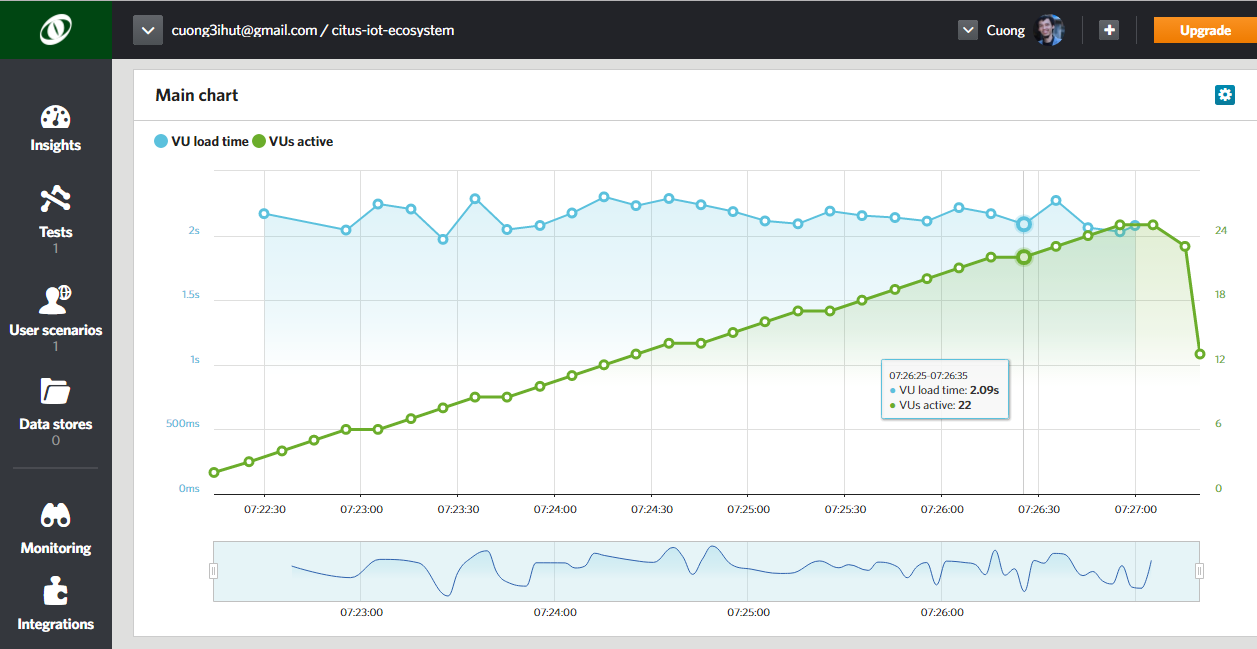 cuong3ihut@gmail.com / citus-iot-ecosystem
Cuong
Upgrade
Insights
Tests
1
User scenarios
1
Data stores
0
Monitoring
Integrations
Main chart
VU load time
VUs active
2s
1.5s
1s
500ms
0ms
24
18
12
6
0
07:26:25-07:26:35
VU load time: 2.09s
VUs active: 22
07:22:30
07:23:00
07:23:30
07:24:00
07:24:30
07:25:00
07:25:30
07:26:00
07:26:30
07:27:00
07:23:00
07:24:00
07:25:00
07:26:00